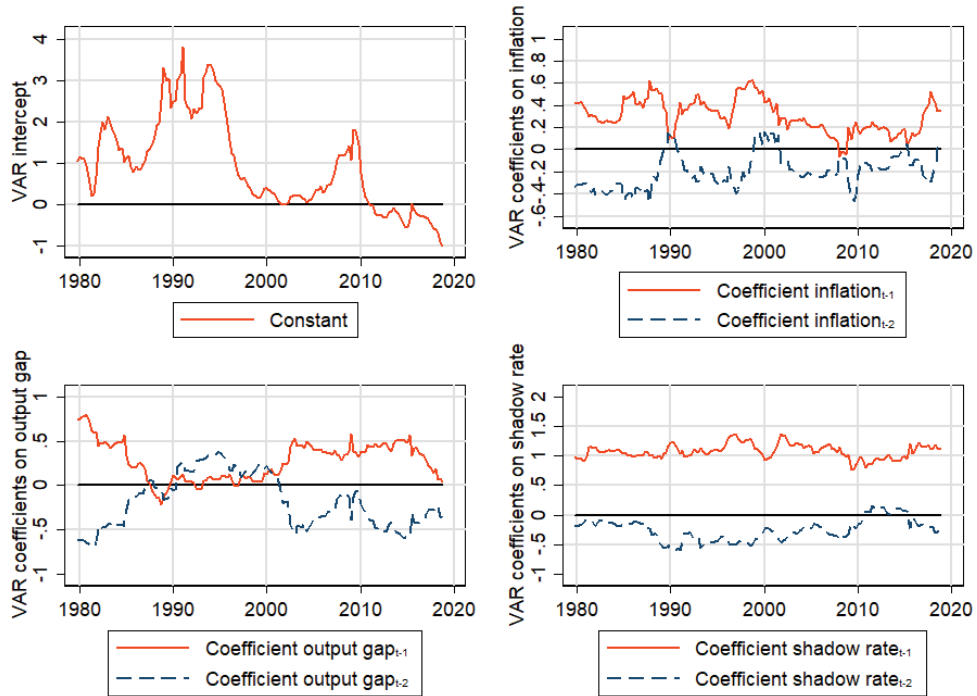 VAR intercept
4
3
2
1
0
-1
1980 1990 2000 2010 2020
Constant
VAR coefficients on inflation
1
.8
.6
.4
.2
0
-.2
-.4
-.6
1980 1990 2000 2010 2020
Coefficient inflationt-1
Coefficient inflationt-2
VAR coefficients on output gap
1
.5
0
-.5
-1
1980 1990 2000 2010 2020
Coefficient output gapt-1
Coefficient output gapt-2
VAR coefficients on shadow rate
2
1.5
1
.5
0
-.5
-1
1980 1990 2000 2010 2020
Coefficient shadow ratet-1
Coefficient shadow ratet-2